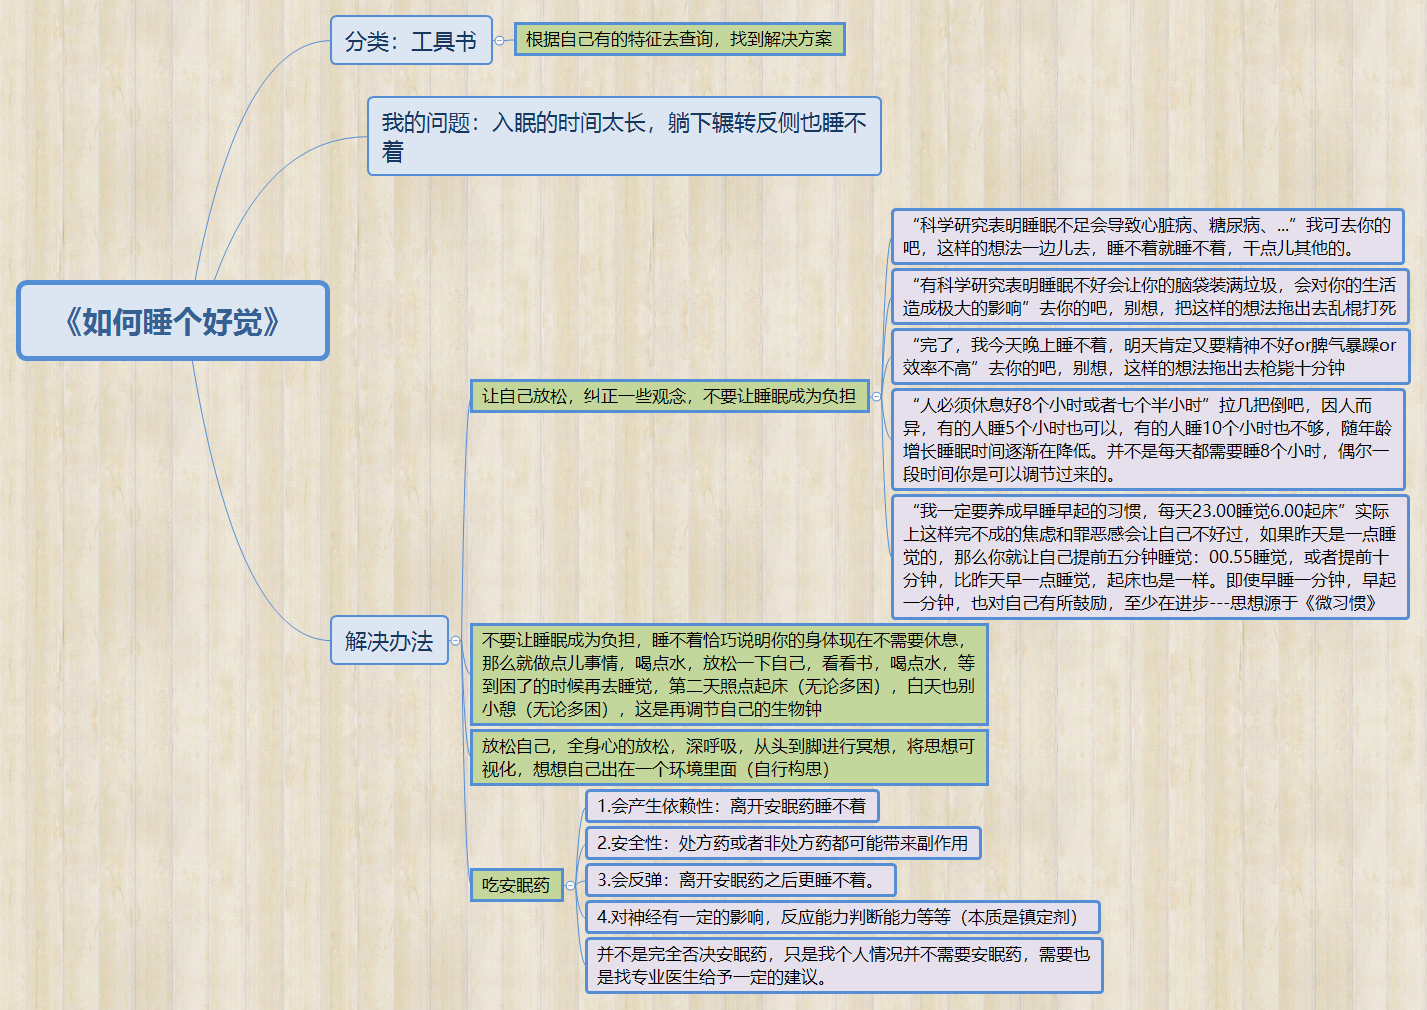 《如何睡个好觉》
分类：工具书
根据自己有的特征去查询，找到解决方案
我的问题：入眠的时间太长，躺下辗转反侧也睡不
着
解决办法
让自己放松，纠正一些观念，不要让睡眠成为负担
“科学研究表明睡眠不足会导致心脏病、糖尿病、...”我可去你的
吧，这样的想法一边儿去，睡不着就睡不着，干点儿其他的。
“有科学研究表明睡眠不好会让你的脑袋装满垃圾，会对你的生活
造成极大的影响”去你的吧，别想，把这样的想法拖出去乱棍打死
“完了，我今天晚上睡不着，明天肯定又要精神不好or脾气暴躁or
效率不高”去你的吧，别想，这样的想法拖出去枪毙十分钟
“人必须休息好8个小时或者七个半小时”拉几把倒吧，因人而
异，有的人睡5个小时也可以，有的人睡10个小时也不够，随年龄
增长睡眠时间逐渐在降低。并不是每天都需要睡8个小时，偶尔一
段时间你是可以调节过来的。
“我一定要养成早睡早起的习惯，每天23.00睡觉6.00起床”实际
上这样完不成的焦虑和罪恶感会让自己不好过，如果昨天是一点睡
觉的，那么你就让自己提前五分钟睡觉：00.55睡觉，或者提前十
分钟，比昨天早一点睡觉，起床也是一样。即使早睡一分钟，早起
一分钟，也对自己有所鼓励，至少在进步---思想源于《微习惯》
不要让睡眠成为负担，睡不着恰巧说明你的身体现在不需要休息，
那么就做点儿事情，喝点水，放松一下自己，看看书，喝点水，等
到困了的时候再去睡觉，第二天照点起床（无论多困），白天也别
小憩（无论多困），这是再调节自己的生物钟
放松自己，全身心的放松，深呼吸，从头到脚进行冥想，将思想可
视化，想想自己出在一个环境里面（自行构思）
吃安眠药
1.会产生依赖性：离开安眠药睡不着
2.安全性：处方药或者非处方药都可能带来副作用
3.会反弹：离开安眠药之后更睡不着。
4.对神经有一定的影响，反应能力判断能力等等（本质是镇定剂）
并不是完全否决安眠药，只是我个人情况并不需要安眠药，需要也
是找专业医生给予一定的建议。